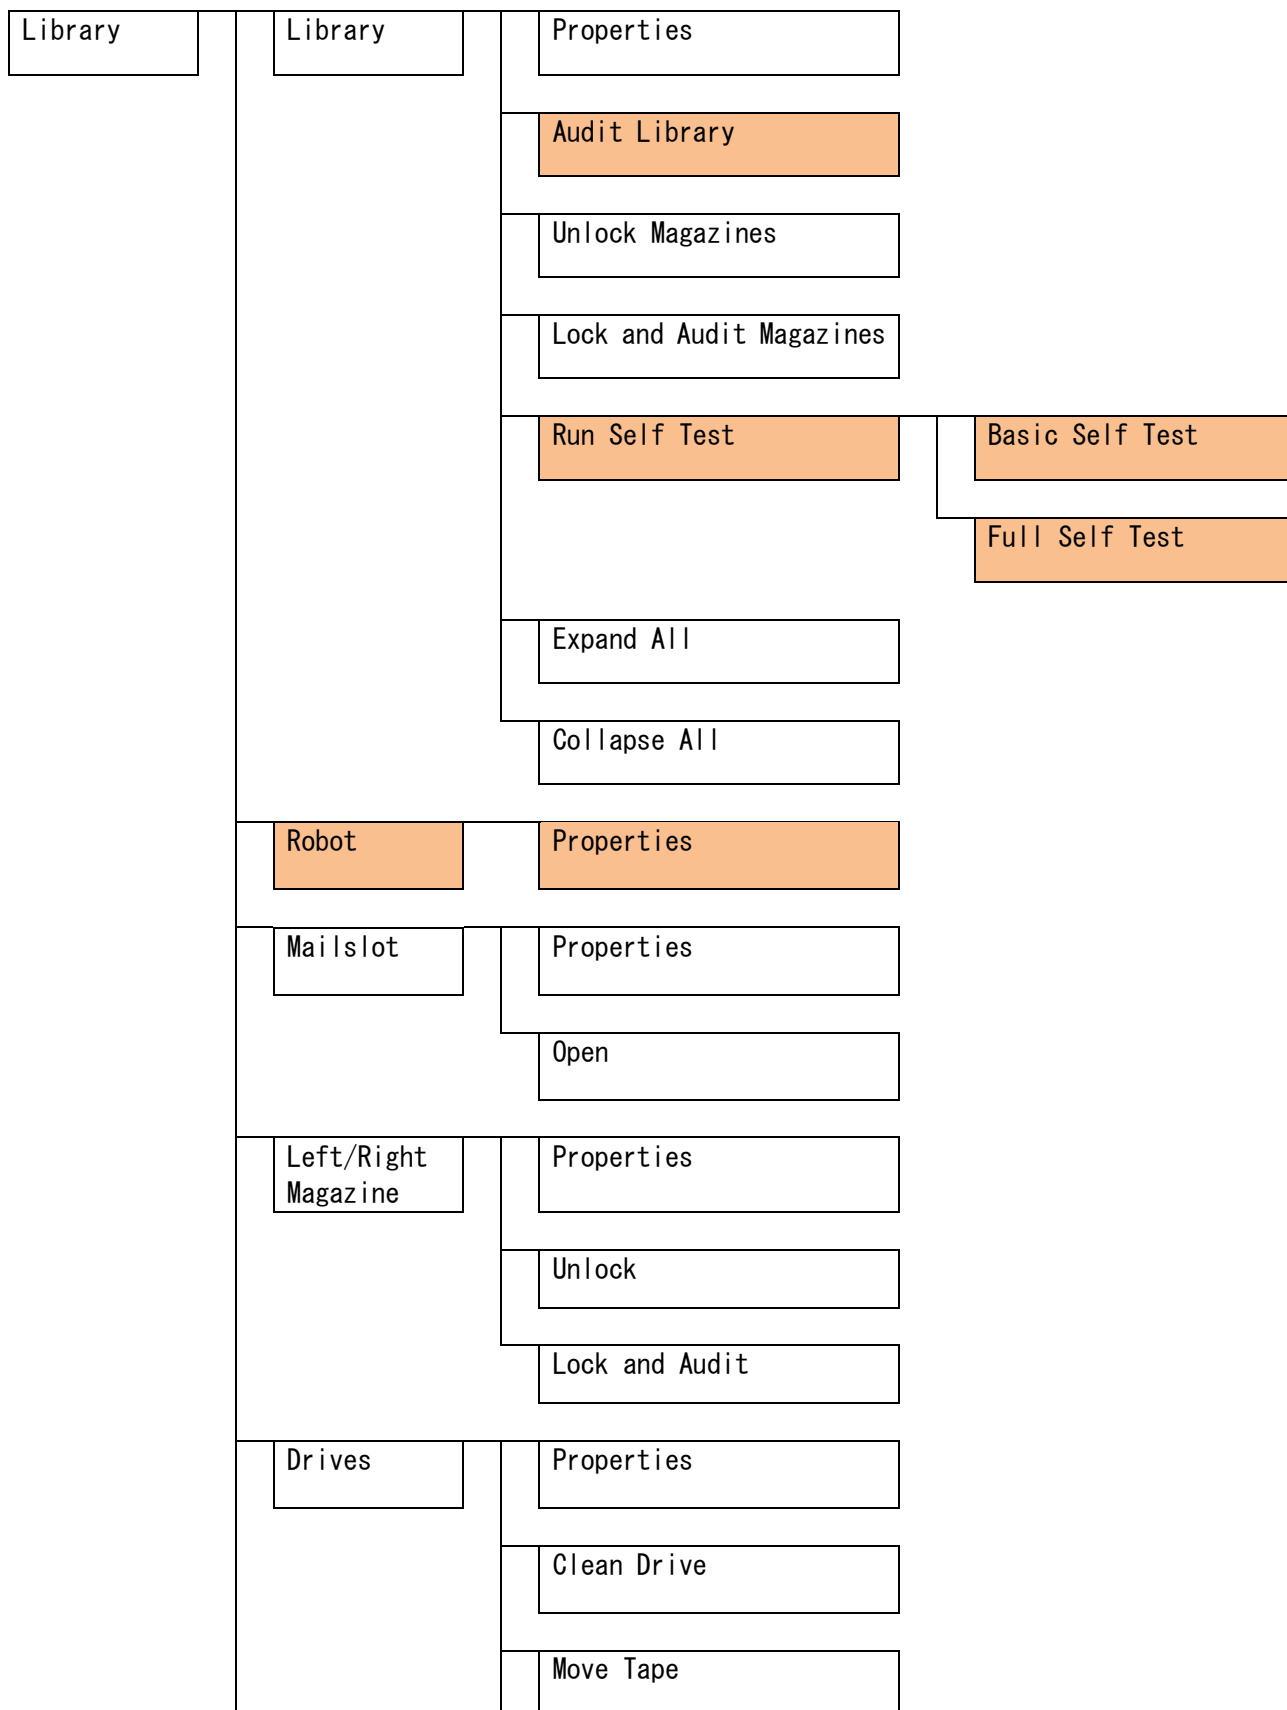 Library
Library
Properties
Audit Library
Unlock Magazines
Lock and Audit Magazines
Run Self Test
Basic Self Test
Full Self Test
Expand All
Collapse All
Robot
Properties
Mailslot
Properties
Open
Left/Right
Magazine
Properties
Unlock
Lock and Audit
Drives
Properties
Clean Drive
Move Tape